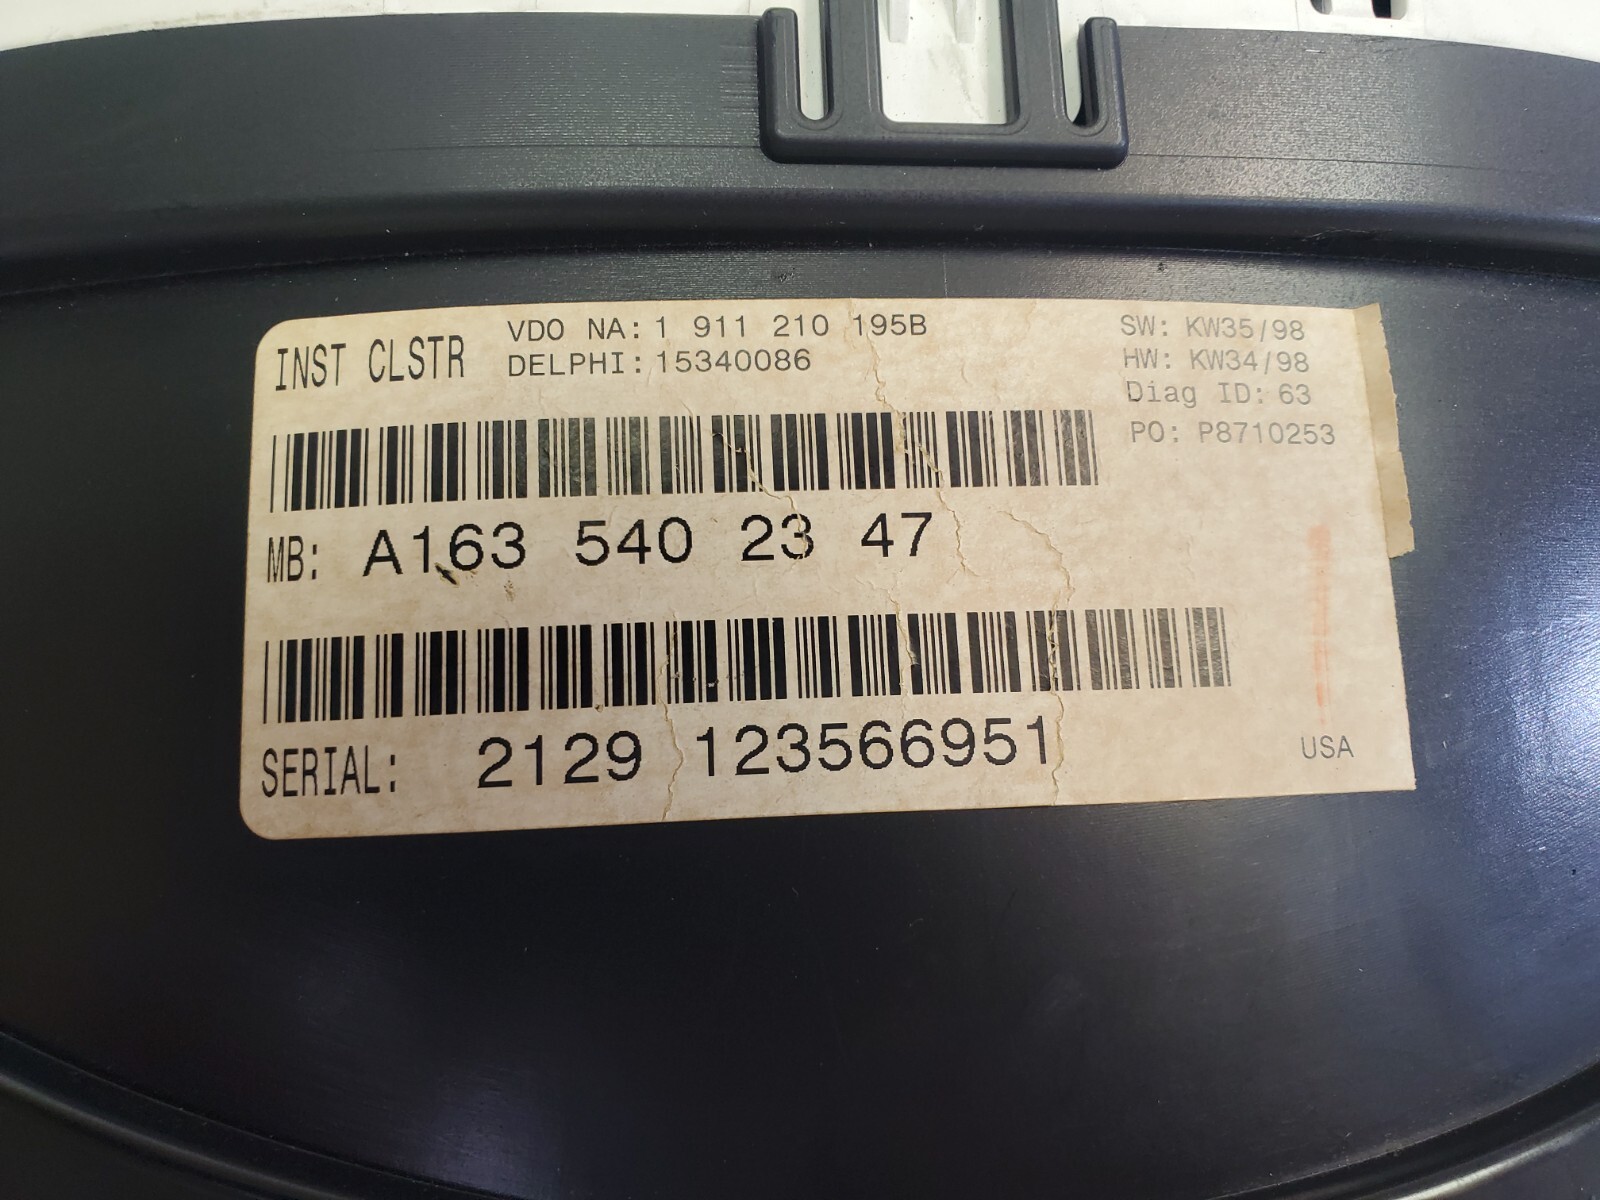 INST CLSTR
VDO NA: 1 911 210 195B
DELPHI: 15340086
SW: KW35/98
HW: KW34/98
Diag ID: 63
PO: P8710253
MB: A163 540 23 47
SERIAL: 2129 123566951
USA